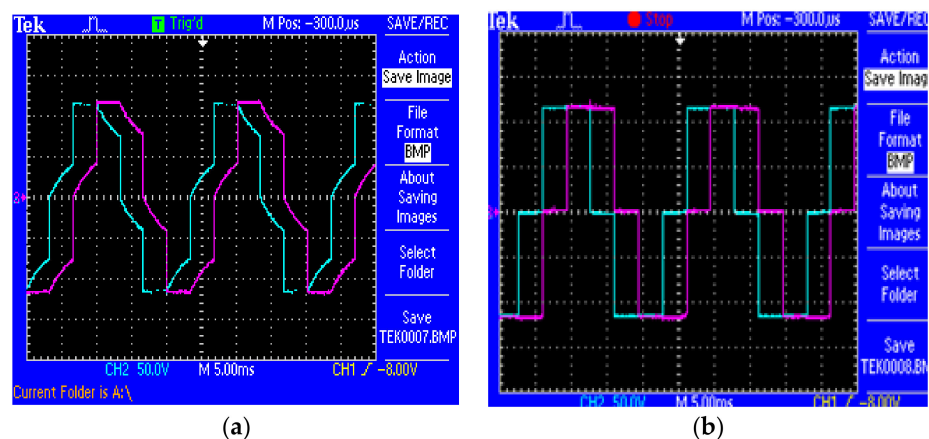 Tek Trig'd M Pos: -300.0µs SAVE/REC
Action
Save Image
File
Format
BMP
About
Saving
Images
Select
Folder
Save
TEK0007.BMP
CH2 50.0V M 5.00ms CH1 -8.00V
Current Folder is A:\
(a)
Tek Stop M Pos: -300.0µs SAVE/REC
Action
Save Imag
File
Format
BMP
About
Saving
Images
Select
Folder
Save
TEK0008.BM
CH2 50.0V M 5.00ms CH1 -8.00V
(b)